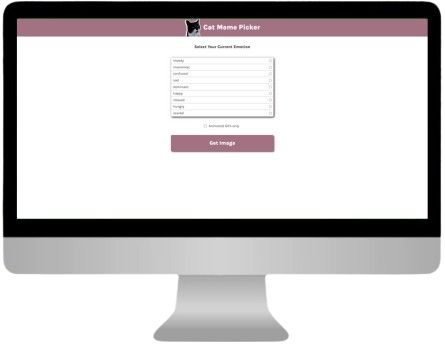 Cat Meme Picker
Select Your Current Emotion
moody
insomniac
confused
sad
dominant
happy
relaxed
hungry
scared
Animated GIFs only
Get Image